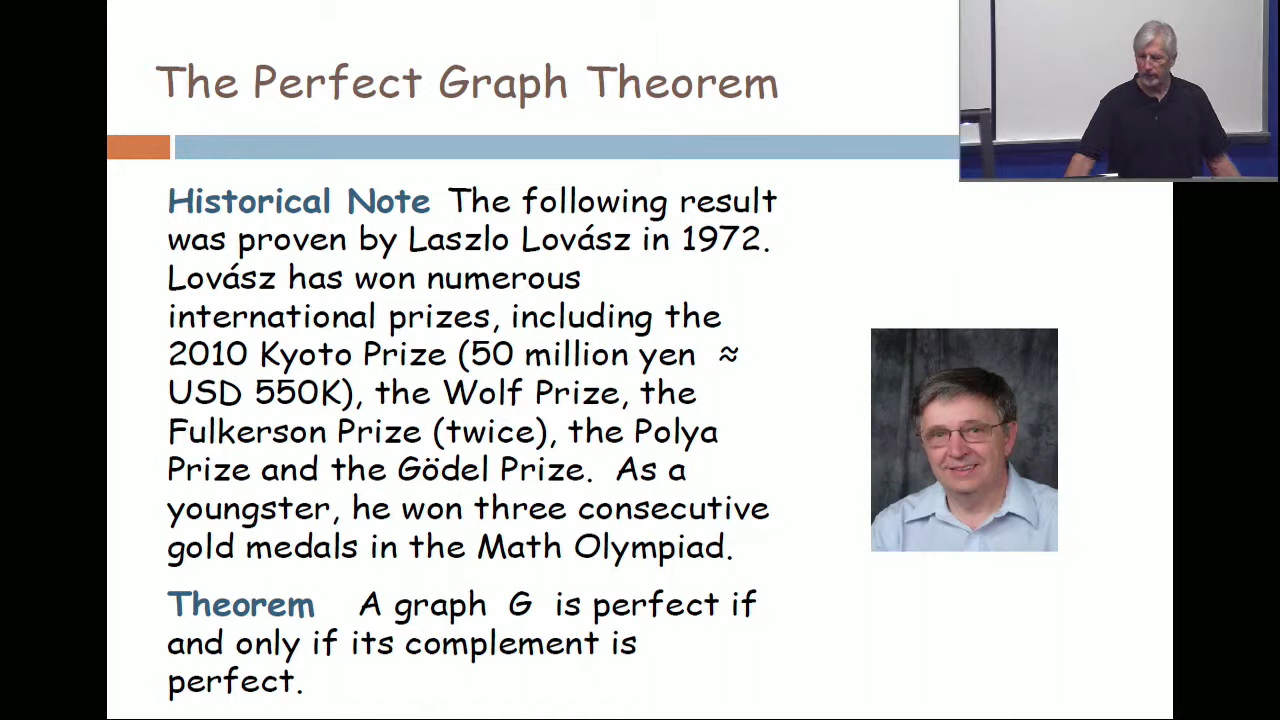 The Perfect Graph Theorem
Historical Note The following result
was proven by Laszlo Lovász in 1972.
Lovász has won numerous
international prizes, including the
2010 Kyoto Prize (50 million yen ≈
USD 550K), the Wolf Prize, the
Fulkerson Prize (twice), the Polya
Prize and the Gödel Prize. As a
youngster, he won three consecutive
gold medals in the Math Olympiad.
Theorem A graph G is perfect if
and only if its complement is
perfect.